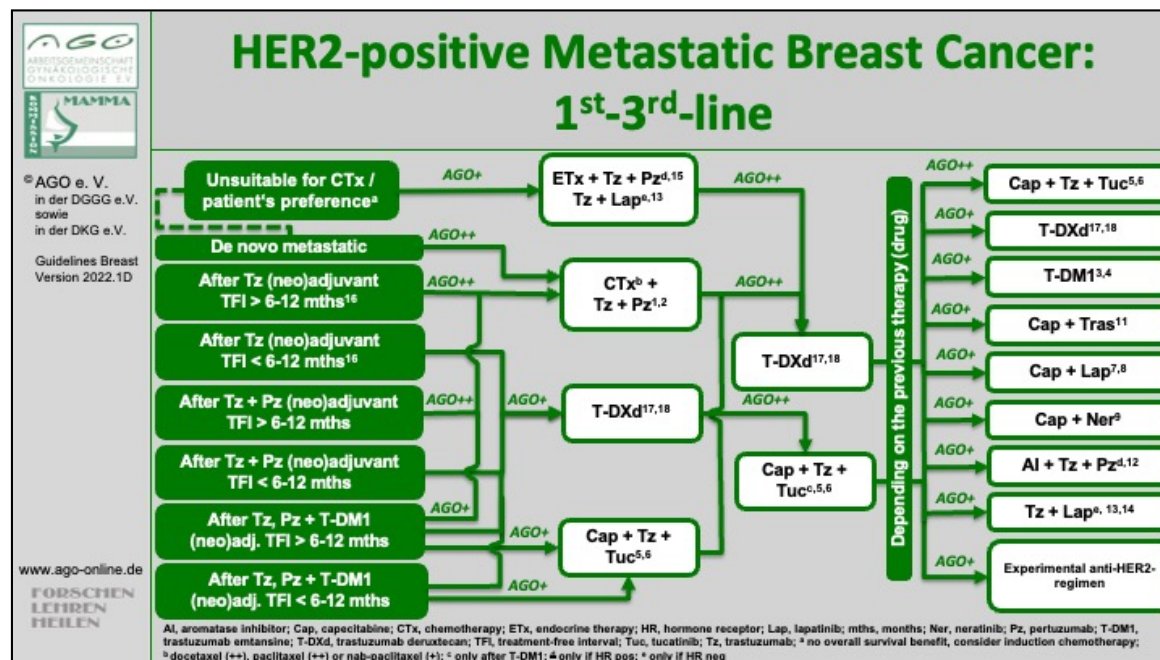 AGO
ARBEITSGEMEINSCHAFT
GYNÄKOLOGISCHE
ONKOLOGIE E.V.
KOMMISSION
MAMMA
© AGO e. V.
in der DGGG e.V.
sowie
in der DKG e.V.
Guidelines Breast
Version 2022.1D
www.ago-online.de
FORSCHEN
LEHREN
HEILEN
HER2-positive Metastatic Breast Cancer:
1st-3rd-line
Unsuitable for CTx /
patient's preferenceᵃ
De novo metastatic
After Tz (neo)adjuvant
TFI > 6-12 mths¹⁶
After Tz (neo)adjuvant
TFI < 6-12 mths¹⁶
After Tz + Pz (neo)adjuvant
TFI > 6-12 mths
After Tz + Pz (neo)adjuvant
TFI < 6-12 mths
After Tz, Pz + T-DM1
(neo)adj. TFI > 6-12 mths
After Tz, Pz + T-DM1
(neo)adj. TFI < 6-12 mths
AGO+
AGO++
AGO++
AGO++
AGO+
AGO+
AGO+
AGO+
ETx + Tz + Pzᵈ,¹⁵
Tz + Lapᵉ,¹³
CTxᵇ +
Tz + Pz¹,²
T-DXd¹⁷,¹⁸
Cap + Tz +
Tuc⁵,⁶
AGO++
AGO++
AGO++
T-DXd¹⁷,¹⁸
Cap + Tz +
Tucᶜ,⁵,⁶
Depending on the previous therapy (drug)
AGO++
Cap + Tz + Tuc⁵,⁶
AGO+
T-DXd¹⁷,¹⁸
AGO+
T-DM1³,⁴
AGO+
Cap + Tras¹¹
AGO+
Cap + Lap⁷,⁸
AGO+
Cap + Ner⁹
AGO+
AI + Tz + Pzᵈ,¹²
AGO+
Tz + Lapᵉ, ¹³,¹⁴
AGO+
Experimental anti-HER2-
regimen
AI, aromatase inhibitor; Cap, capecitabine; CTx, chemotherapy; ETx, endocrine therapy; HR, hormone receptor; Lap, lapatinib; mths, months; Ner, neratinib; Pz, pertuzumab; T-DM1,
trastuzumab emtansine; T-DXd, trastuzumab deruxtecan; TFI, treatment-free interval; Tuc, tucatinib; Tz, trastuzumab; ᵃ no overall survival benefit, consider induction chemotherapy;
ᵇ docetaxel (++), paclitaxel (++) or nab-paclitaxel (+); ᶜ only after T-DM1; ᵈ only if HR pos; ᵉ only if HR neg